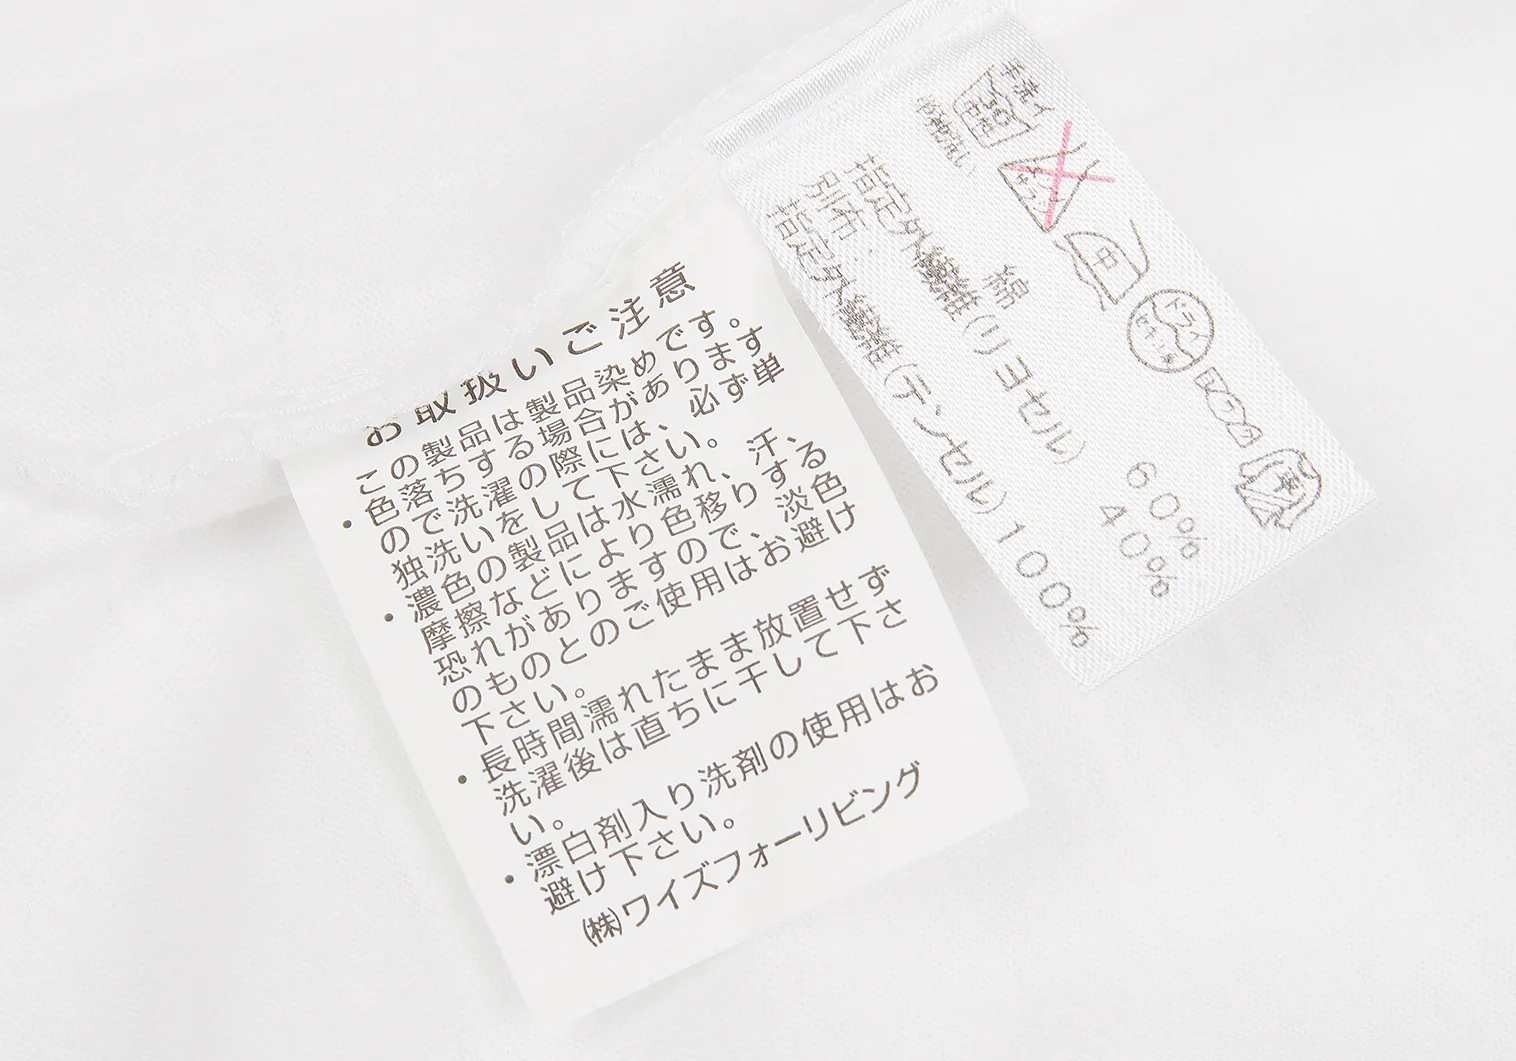 お取扱いご注意
この製品は製品染めです。
・色落ちする場合があります
ので洗濯の際には、必ず単
独洗いをして下さい。
・濃色の製品は水濡れ、汗、
摩擦などにより色移りする
恐れがありますので、淡色
のものとのご使用はお避け
下さい。
・長時間濡れたまま放置せず
洗濯後は直ちに干して下さ
い。
・漂白剤入り洗剤の使用はお
避け下さい。
㈱ワイズフォーリビング
手洗イ
30
中
ドライ
綿 60%
指定外繊維(リヨセル) 40%
別布:
指定外繊維(テンセル)100%